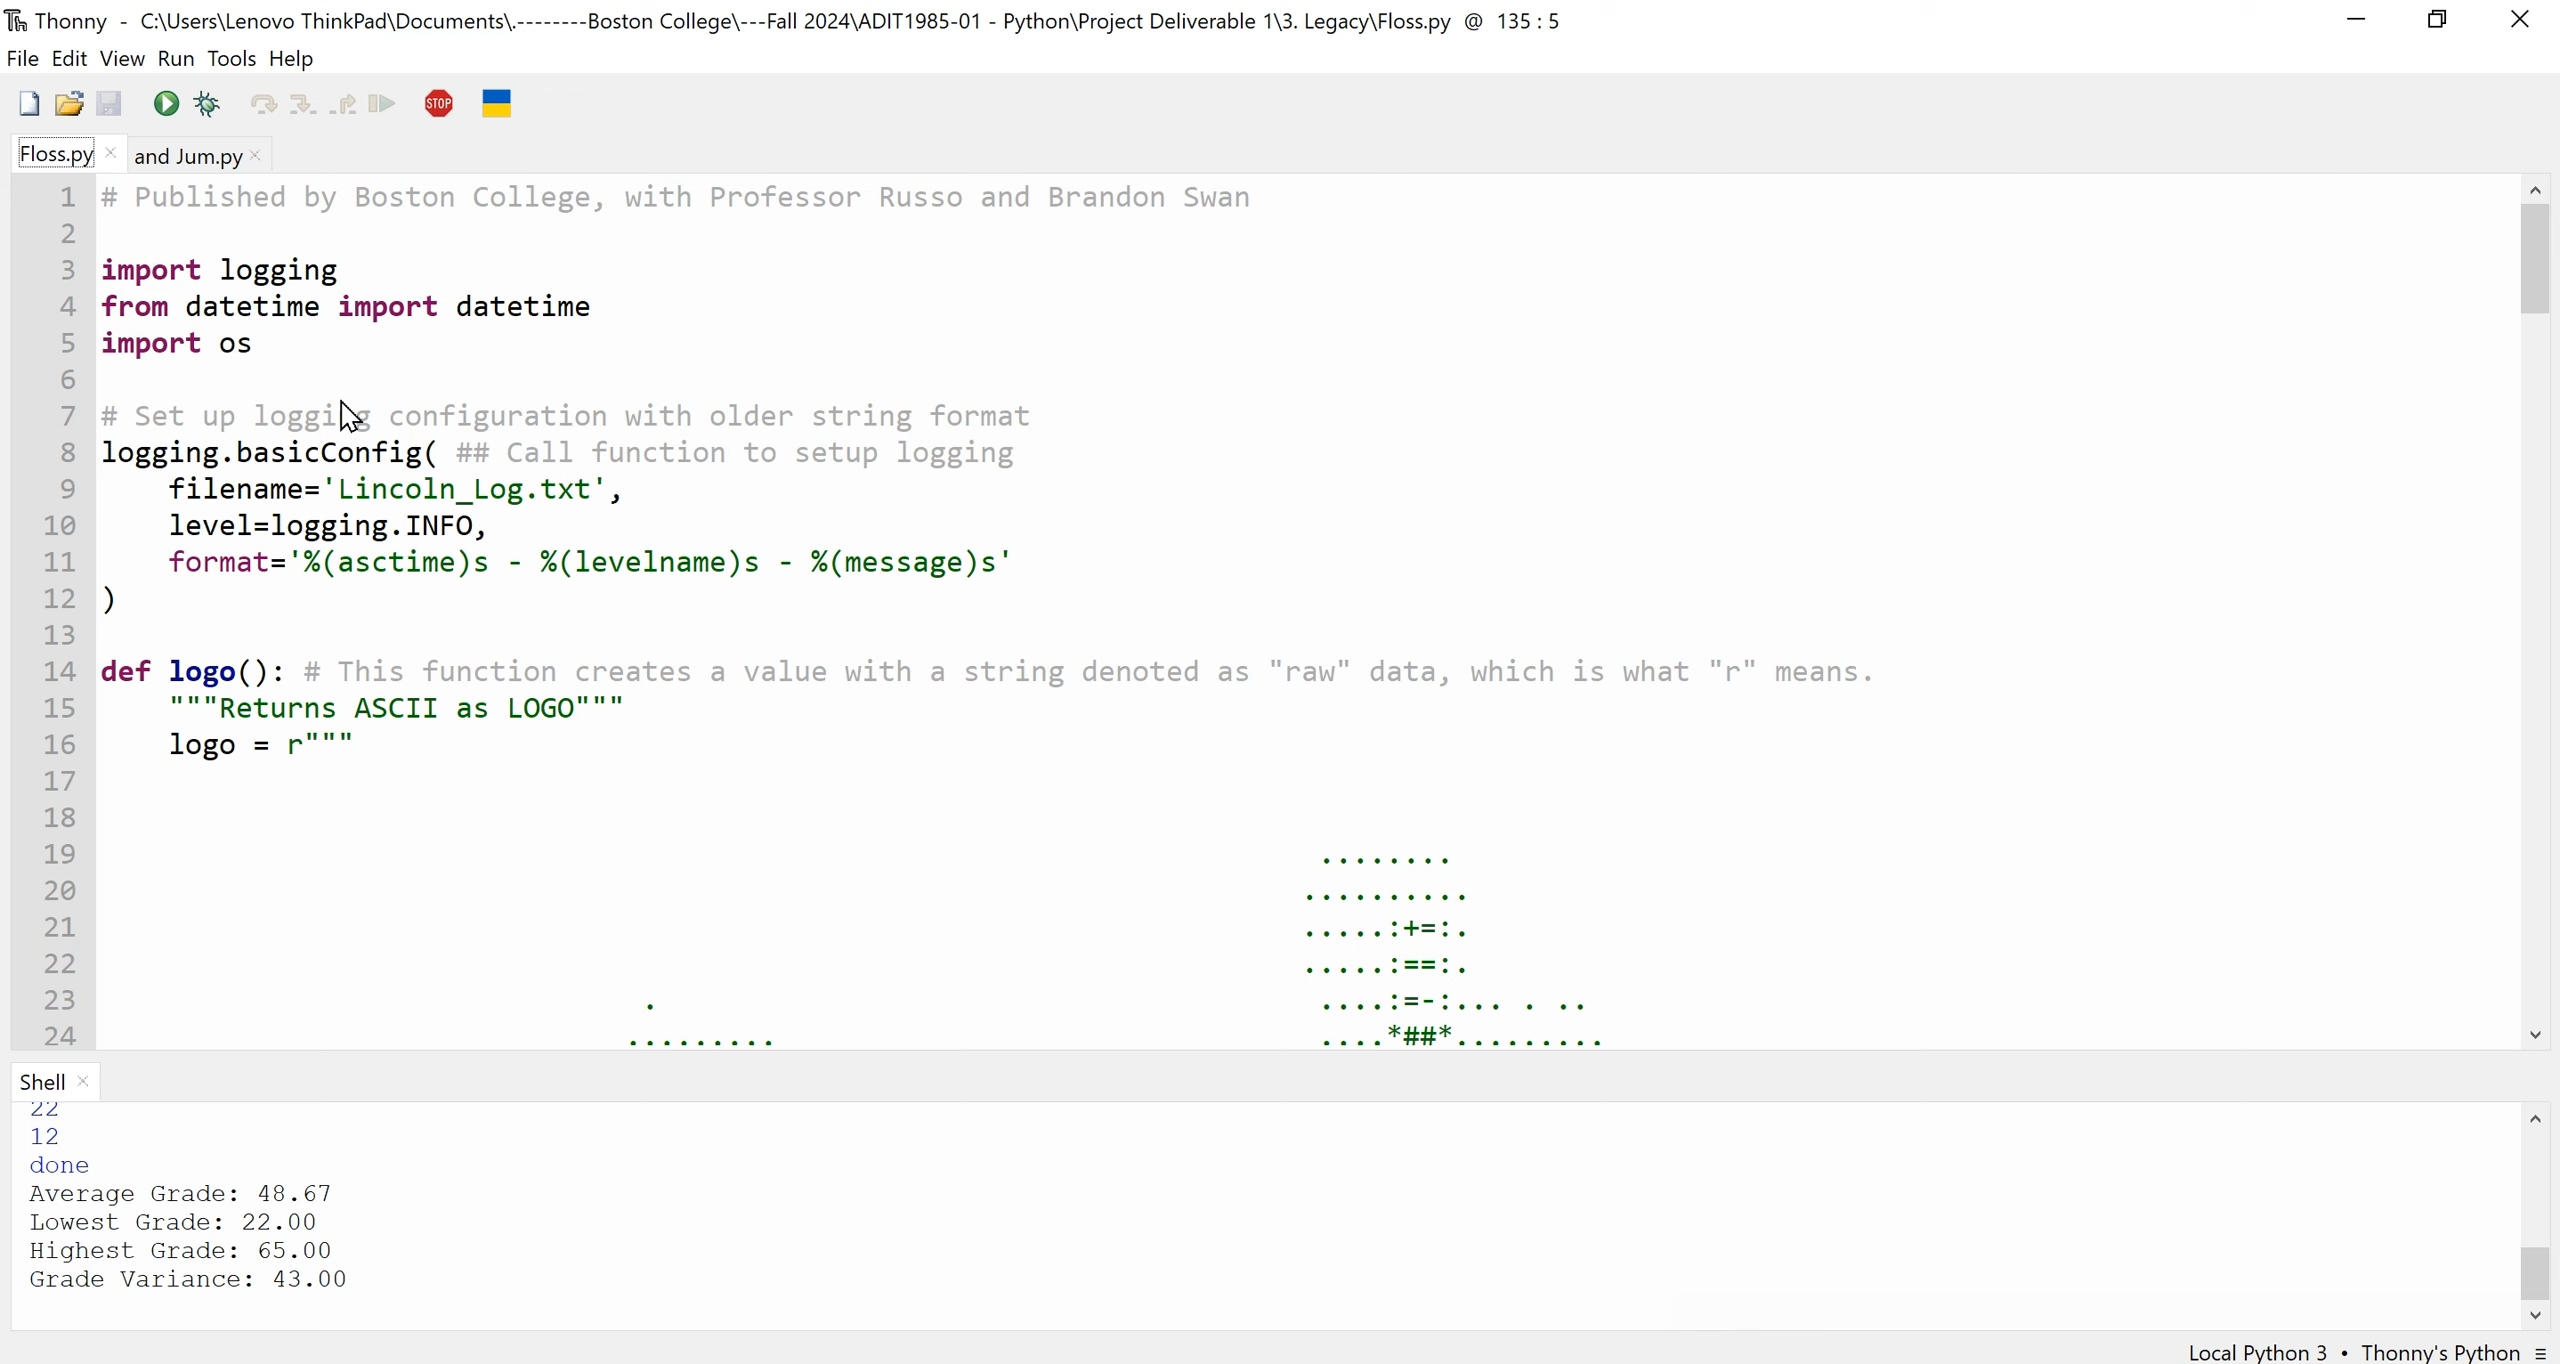 Thonny - C:\Users\Lenovo ThinkPad\Documents\.--------Boston College\---Fall 2024\ADIT1985-01 - Python\Project Deliverable 1\3. Legacy\Floss.py @ 135 : 5
File Edit View Run Tools Help
STOP
Floss.py and Jum.py
1 # Published by Boston College, with Professor Russo and Brandon Swan
2
3 import logging
4 from datetime import datetime
5 import os
6
7 # Set up logging configuration with older string format
8 logging.basicConfig( ## Call function to setup logging
9     filename='Lincoln_Log.txt',
10     level=logging.INFO,
11     format='%(asctime)s - %(levelname)s - %(message)s'
12 )
13
14 def logo(): # This function creates a value with a string denoted as "raw" data, which is what "r" means.
15     """Returns ASCII as LOGO"""
16     logo = r"""
17
18
19 ........
20 ..........
21 .....:+=:.
22 .....:==:.
23 . ....:=-:... . ..
24 ......... ....*##*.........
Shell
22
12
done
Average Grade: 48.67
Lowest Grade: 22.00
Highest Grade: 65.00
Grade Variance: 43.00
Local Python 3 • Thonny's Python ≡